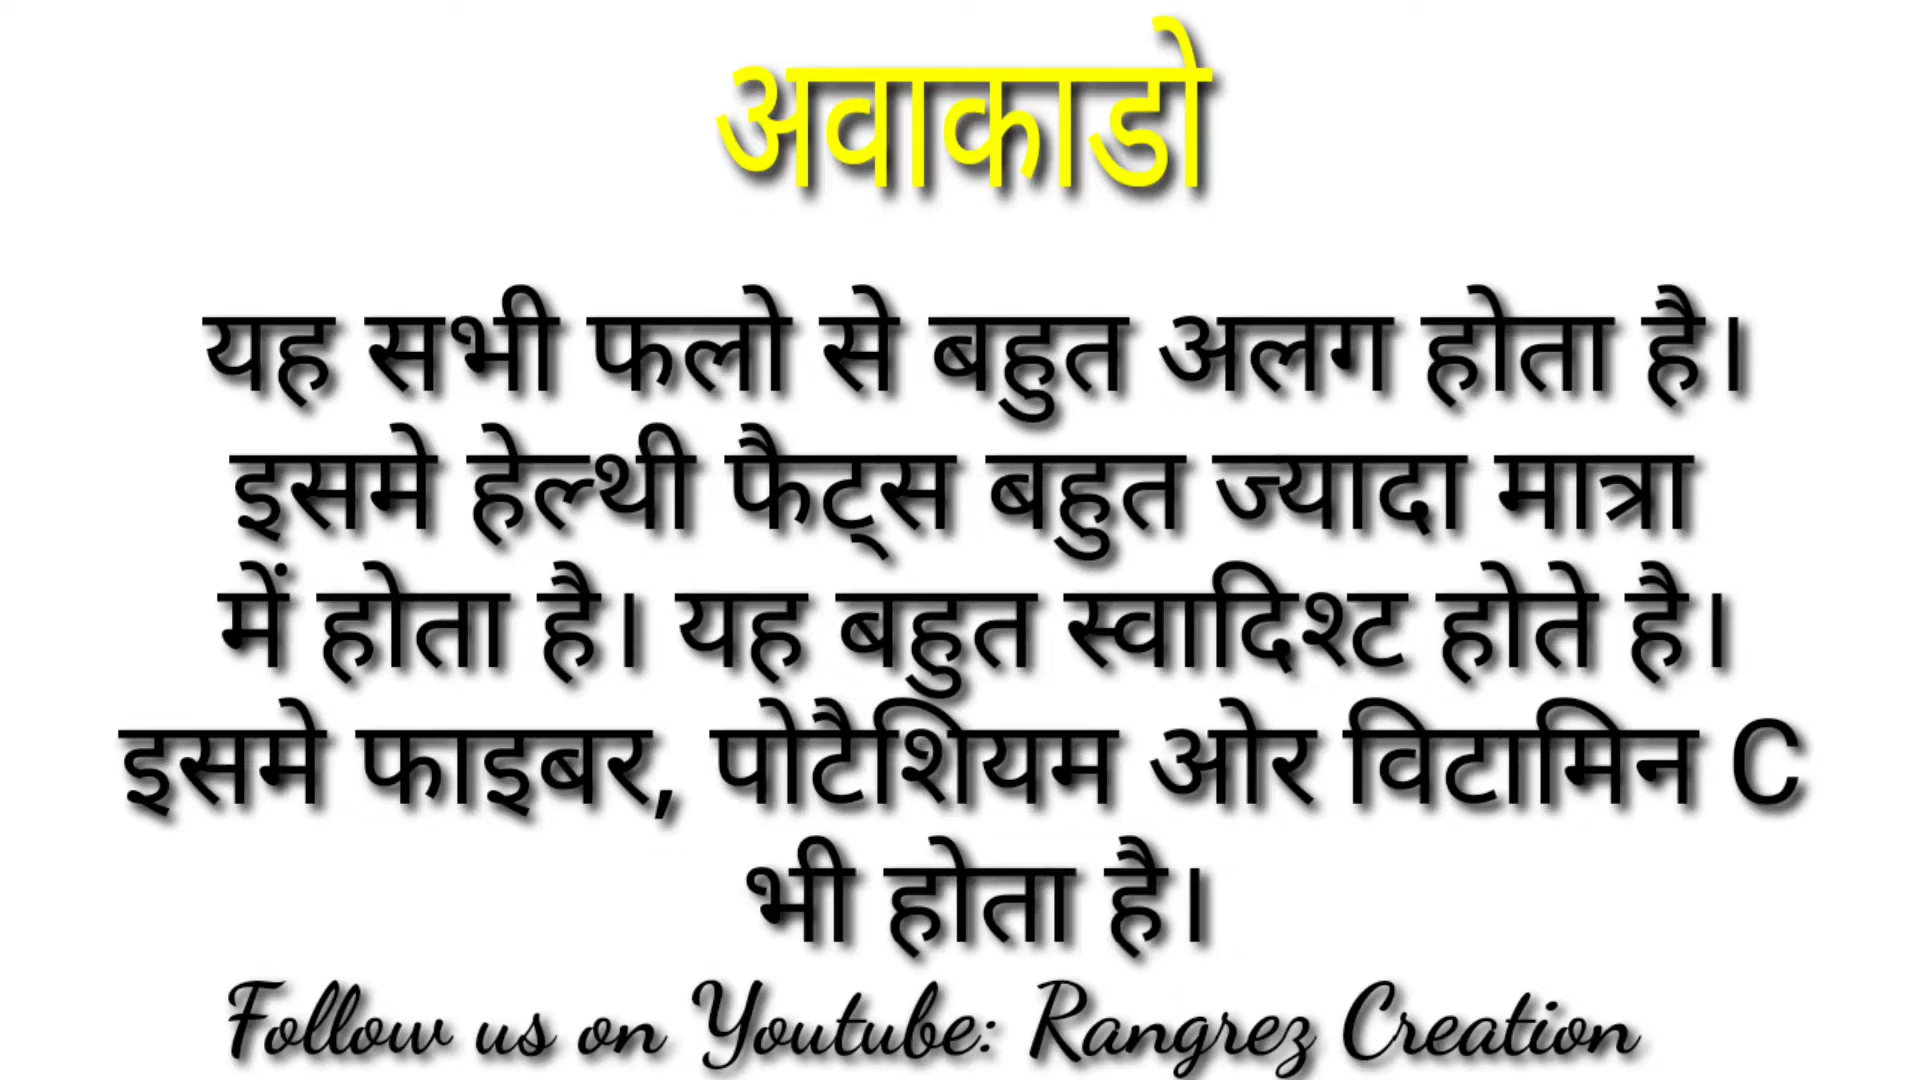 अवाकाडो
यह सभी फलो से बहुत अलग होता है।
इसमे हेल्थी फैट्स बहुत ज्यादा मात्रा
में होता है। यह बहुत स्वादिश्ट होते है।
इसमे फाइबर, पोटैशियम ओर विटामिन C
भी होता है।
Follow us on Youtube: Rangrez Creation